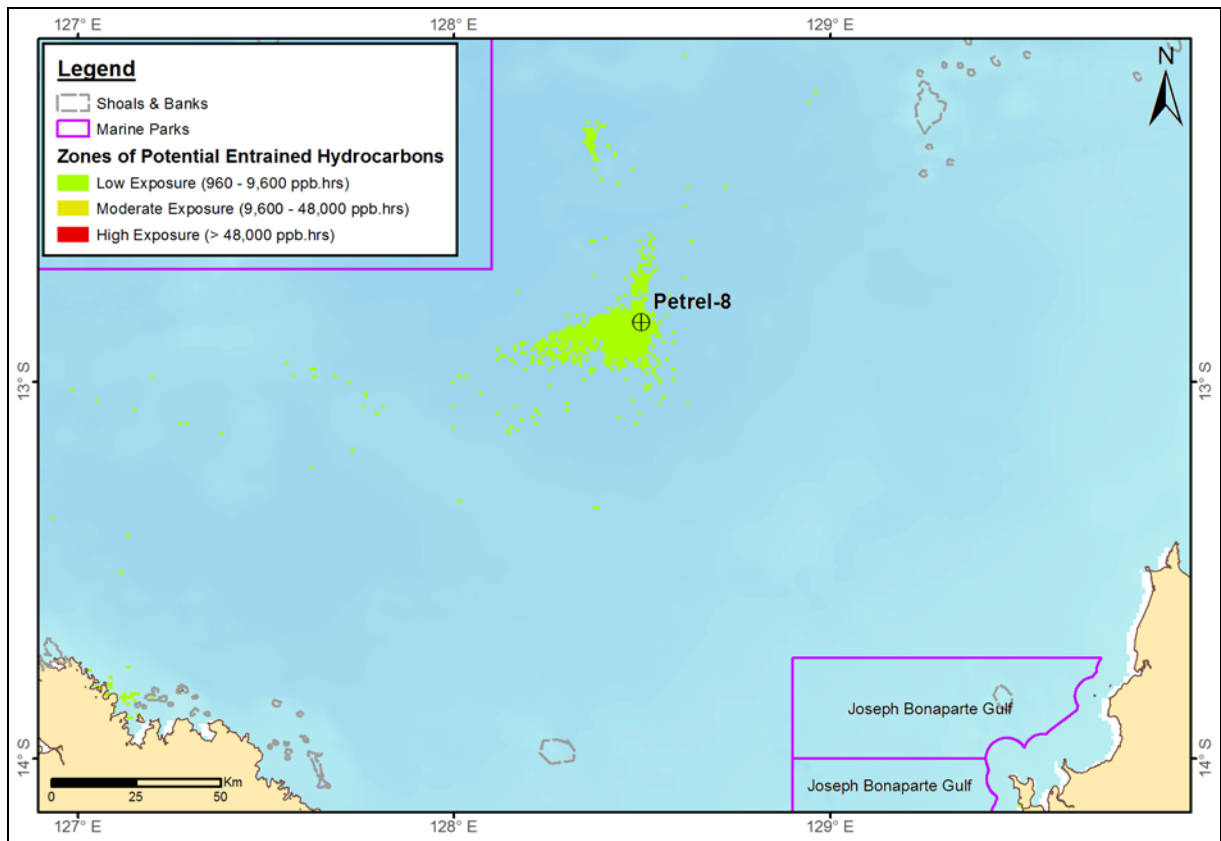 127° E
128° E
129° E
Legend
Shoals & Banks
Marine Parks
Zones of Potential Entrained Hydrocarbons
Low Exposure (960 - 9,600 ppb.hrs)
Moderate Exposure (9,600 - 48,000 ppb.hrs)
High Exposure (> 48,000 ppb.hrs)
N
Petrel-8
13° S
13° S
Joseph Bonaparte Gulf
14° S
14° S
Joseph Bonaparte Gulf
Km
0
25
50
127° E
128° E
129° E